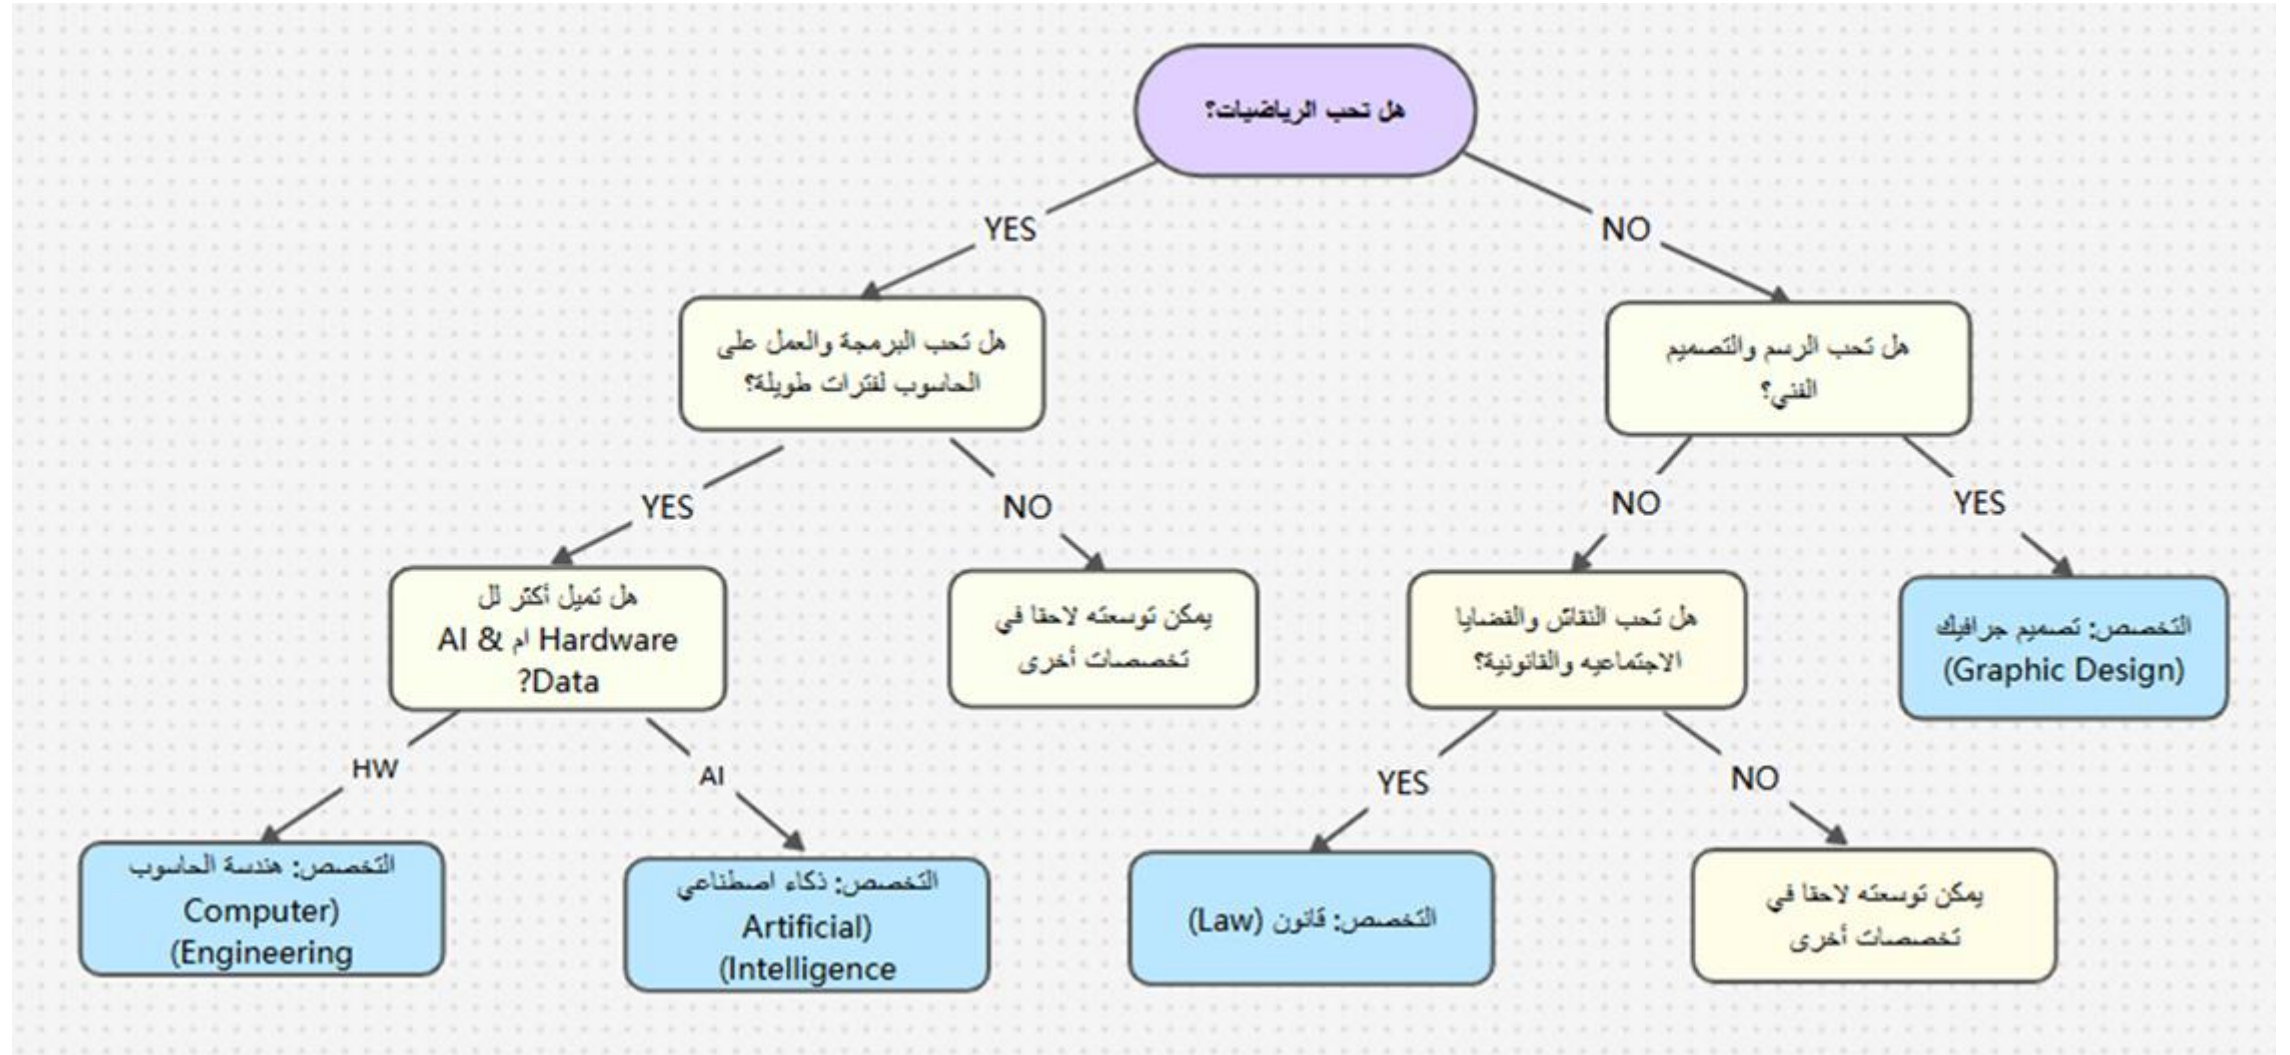 هل تحب الرياضيات؟
YES
NO
هل تحب البرمجة والعمل على
الحاسوب لفترات طويلة؟
هل تحب الرسم والتصميم
الفني؟
YES
NO
NO
YES
هل تميل أكثر لل
Hardware ام AI &
Data?
يمكن توسعته لاحقا في
تخصصات أخرى
هل تحب النقاش والقضايا
الاجتماعيه والقانونية؟
التخصص: تصميم جرافيك
(Graphic Design)
HW
AI
YES
NO
التخصص: هندسة الحاسوب
(Computer
Engineering)
التخصص: ذكاء اصطناعي
(Artificial
Intelligence)
التخصص: قانون (Law)
يمكن توسعته لاحقا في
تخصصات أخرى